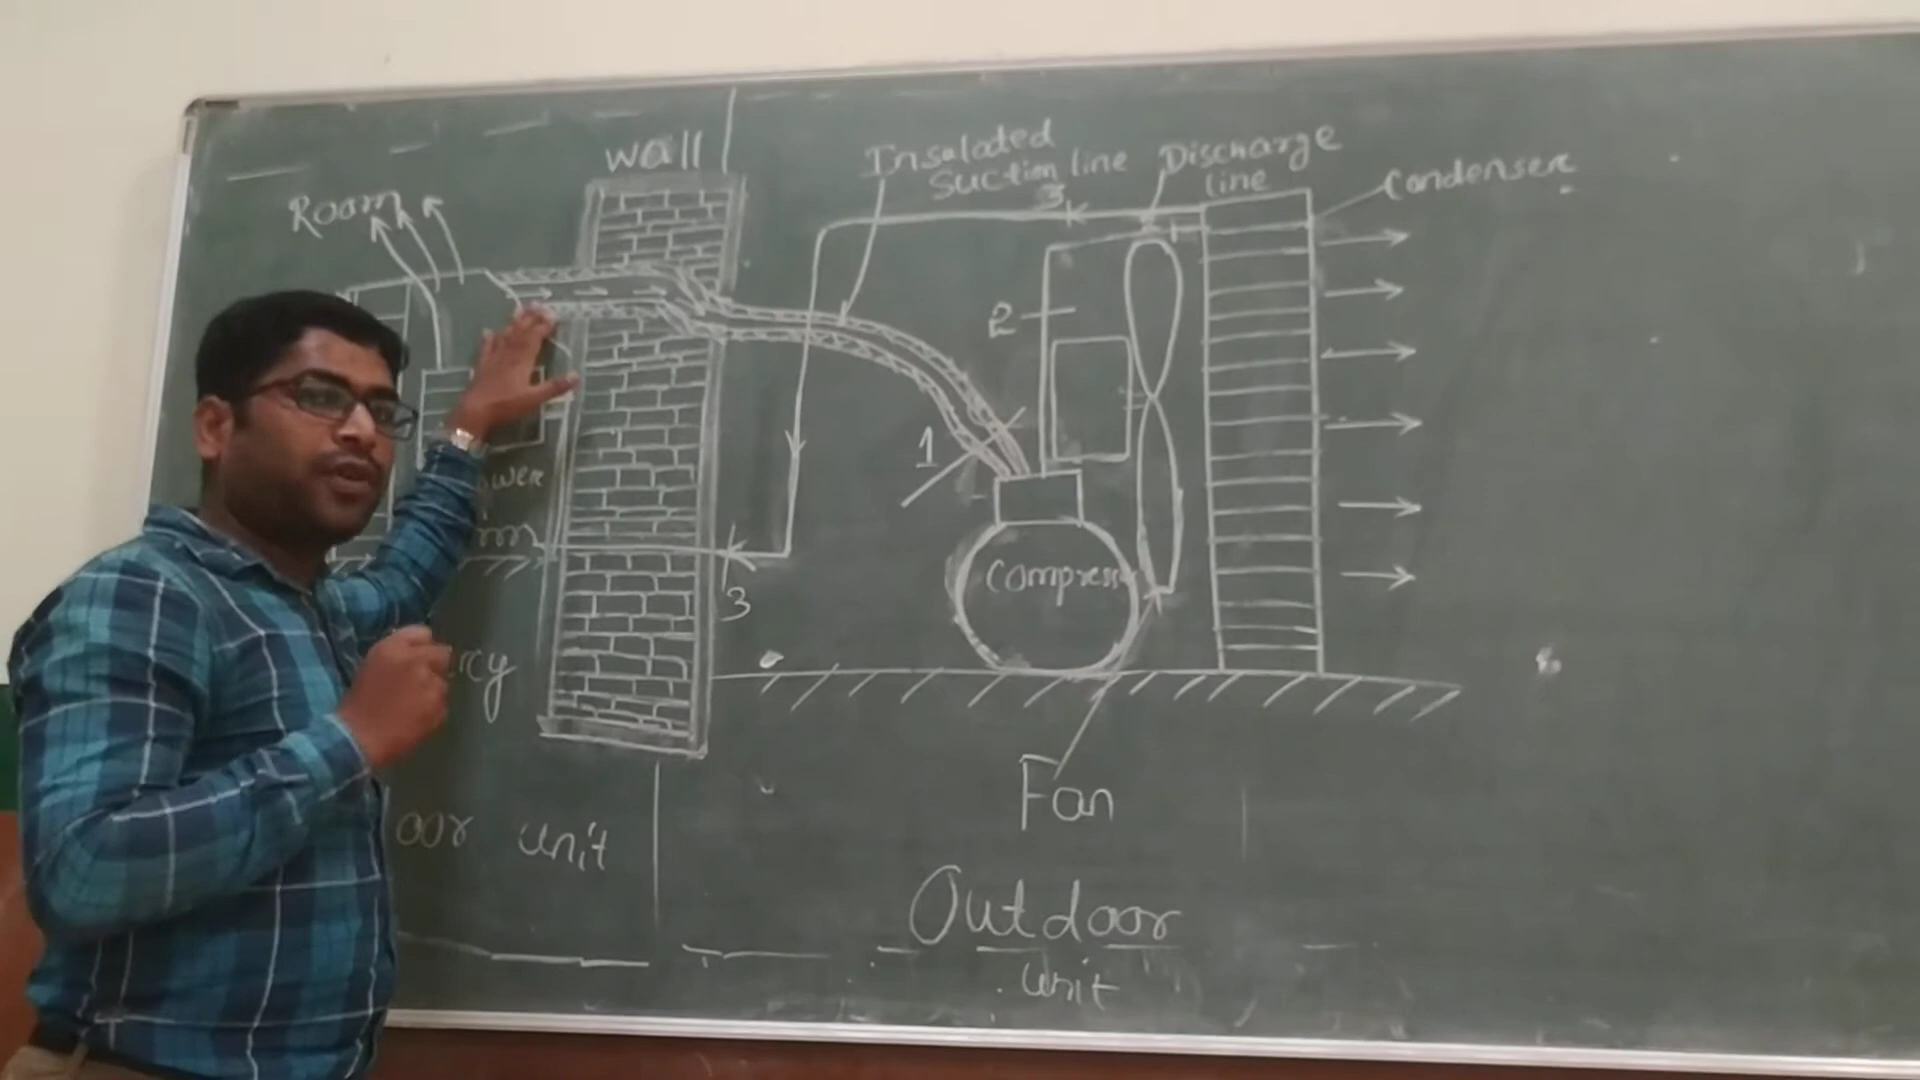 wall
Insulated
Suction line
Discharge
line
Condenser
Room
3
2
1
Compress
3
Fan
unit
Outdoor
unit